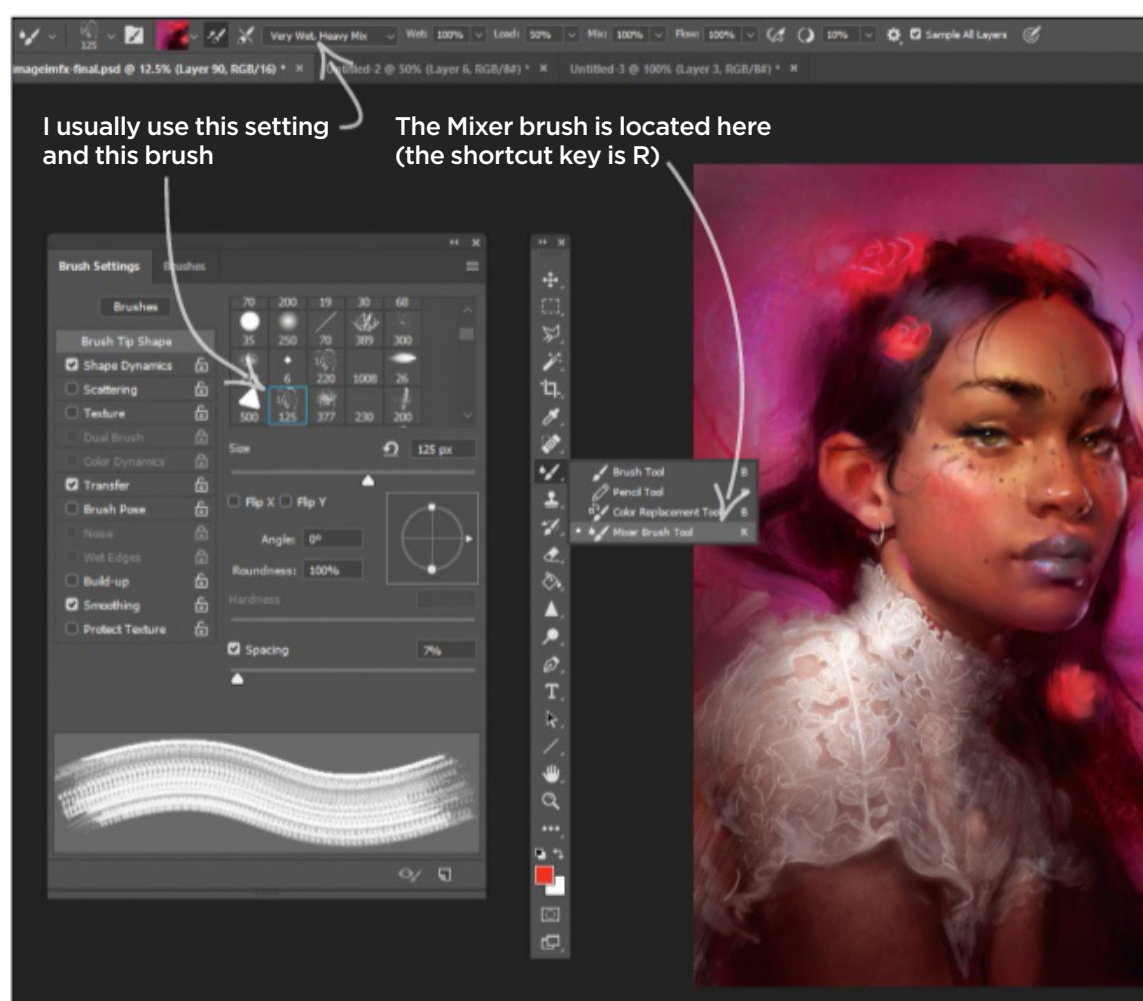 125
Very Wet, Heavy Mix
Wet: 100%
Load: 50%
Mix: 100%
Flow: 100%
10%
Sample All Layers
imageimfx-final.psd @ 12.5% (Layer 90, RGB/16) *
Untitled-2 @ 50% (Layer 6, RGB/8#) *
Untitled-3 @ 100% (Layer 3, RGB/8#) *
I usually use this setting
and this brush
The Mixer brush is located here
(the shortcut key is R)
Brush Settings
Brushes
Brushes
Brush Tip Shape
Shape Dynamics
Scattering
Texture
Dual Brush
Color Dynamics
Transfer
Brush Pose
Noise
Wet Edges
Build-up
Smoothing
Protect Texture
70 200 19 30 68
35 250 70 389 300
6 220 1008 26
500 125 377 230 200
Size
125 px
Flip X
Flip Y
Angle: 0°
Roundness: 100%
Hardness
Spacing
7%
Brush Tool B
Pencil Tool
Color Replacement Tool B
Mixer Brush Tool R
T